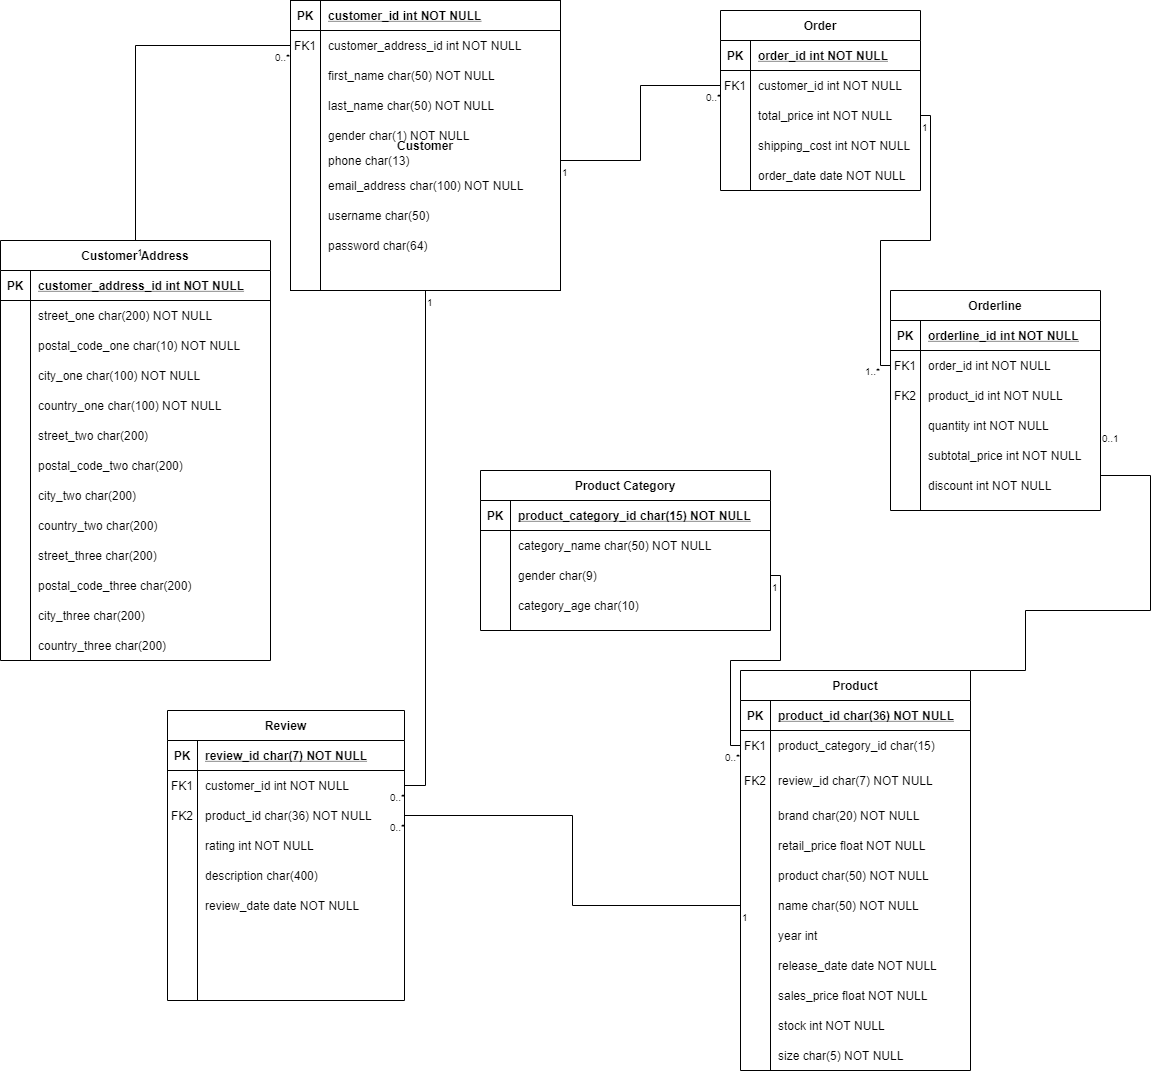 PK customer_id int NOT NULL
FK1 customer_address_id int NOT NULL
0..*
first_name char(50) NOT NULL
last_name char(50) NOT NULL
gender char(1) NOT NULL
Customer
phone char(13)
email_address char(100) NOT NULL
username char(50)
password char(64)
1
1
Order
PK order_id int NOT NULL
FK1 customer_id int NOT NULL
0..*
total_price int NOT NULL
1
shipping_cost int NOT NULL
order_date date NOT NULL
Customer Address
1
PK customer_address_id int NOT NULL
street_one char(200) NOT NULL
postal_code_one char(10) NOT NULL
city_one char(100) NOT NULL
country_one char(100) NOT NULL
street_two char(200)
postal_code_two char(200)
city_two char(200)
country_two char(200)
street_three char(200)
postal_code_three char(200)
city_three char(200)
country_three char(200)
Orderline
PK orderline_id int NOT NULL
FK1 order_id int NOT NULL
1..*
FK2 product_id int NOT NULL
quantity int NOT NULL
0..1
subtotal_price int NOT NULL
discount int NOT NULL
Product Category
PK product_category_id char(15) NOT NULL
category_name char(50) NOT NULL
gender char(9)
1
category_age char(10)
Review
PK review_id char(7) NOT NULL
FK1 customer_id int NOT NULL
0..*
FK2 product_id char(36) NOT NULL
0..*
rating int NOT NULL
description char(400)
review_date date NOT NULL
Product
PK product_id char(36) NOT NULL
FK1 product_category_id char(15)
0..*
FK2 review_id char(7) NOT NULL
brand char(20) NOT NULL
retail_price float NOT NULL
product char(50) NOT NULL
name char(50) NOT NULL
1
year int
release_date date NOT NULL
sales_price float NOT NULL
stock int NOT NULL
size char(5) NOT NULL